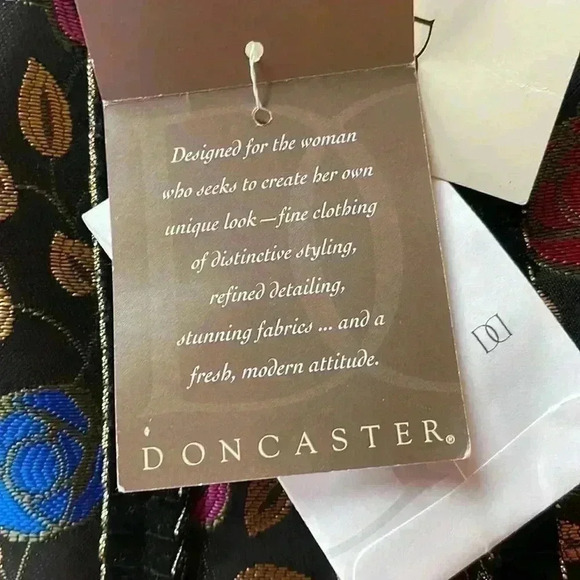 Designed for the woman
who seeks to create her own
unique look—fine clothing
of distinctive styling,
refined detailing,
stunning fabrics ... and a
fresh, modern attitude.
DONCASTER®